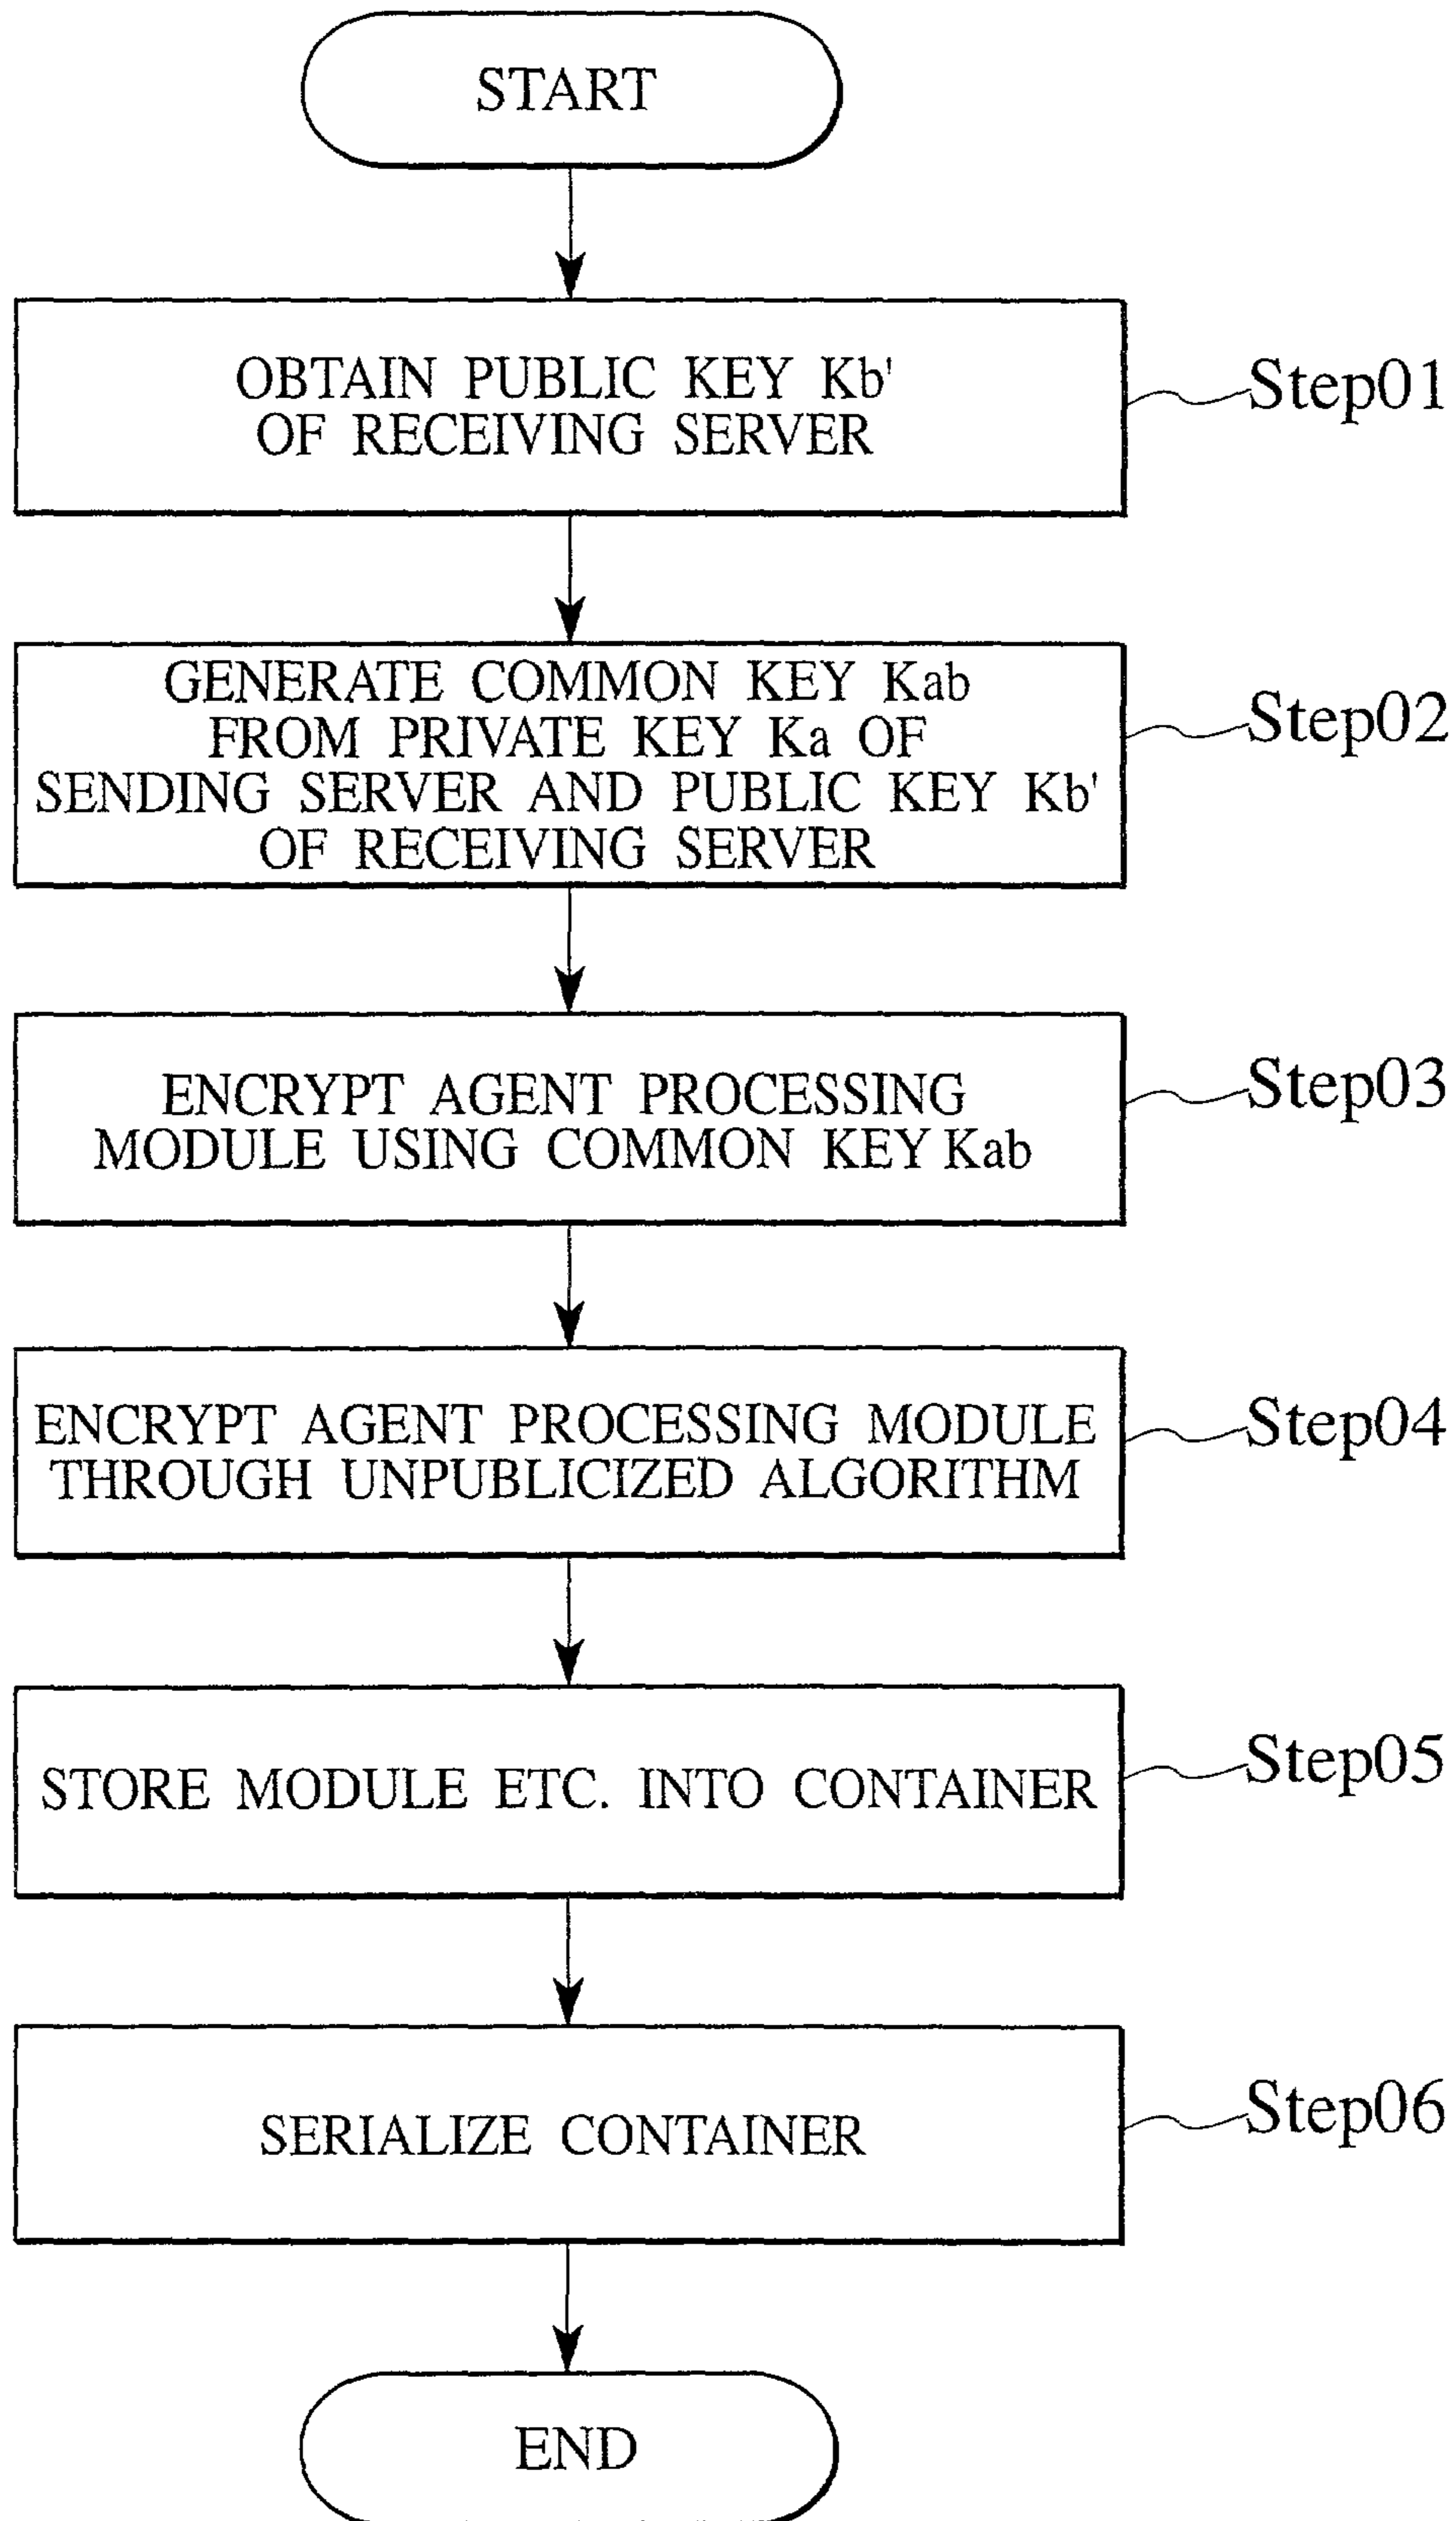 START
OBTAIN PUBLIC KEY Kb'
OF RECEIVING SERVER
Step01
GENERATE COMMON KEY Kab
FROM PRIVATE KEY Ka OF
SENDING SERVER AND PUBLIC KEY Kb'
OF RECEIVING SERVER
Step02
ENCRYPT AGENT PROCESSING
MODULE USING COMMON KEY Kab
Step03
ENCRYPT AGENT PROCESSING MODULE
THROUGH UNPUBLICIZED ALGORITHM
Step04
STORE MODULE ETC. INTO CONTAINER
Step05
SERIALIZE CONTAINER
Step06
END